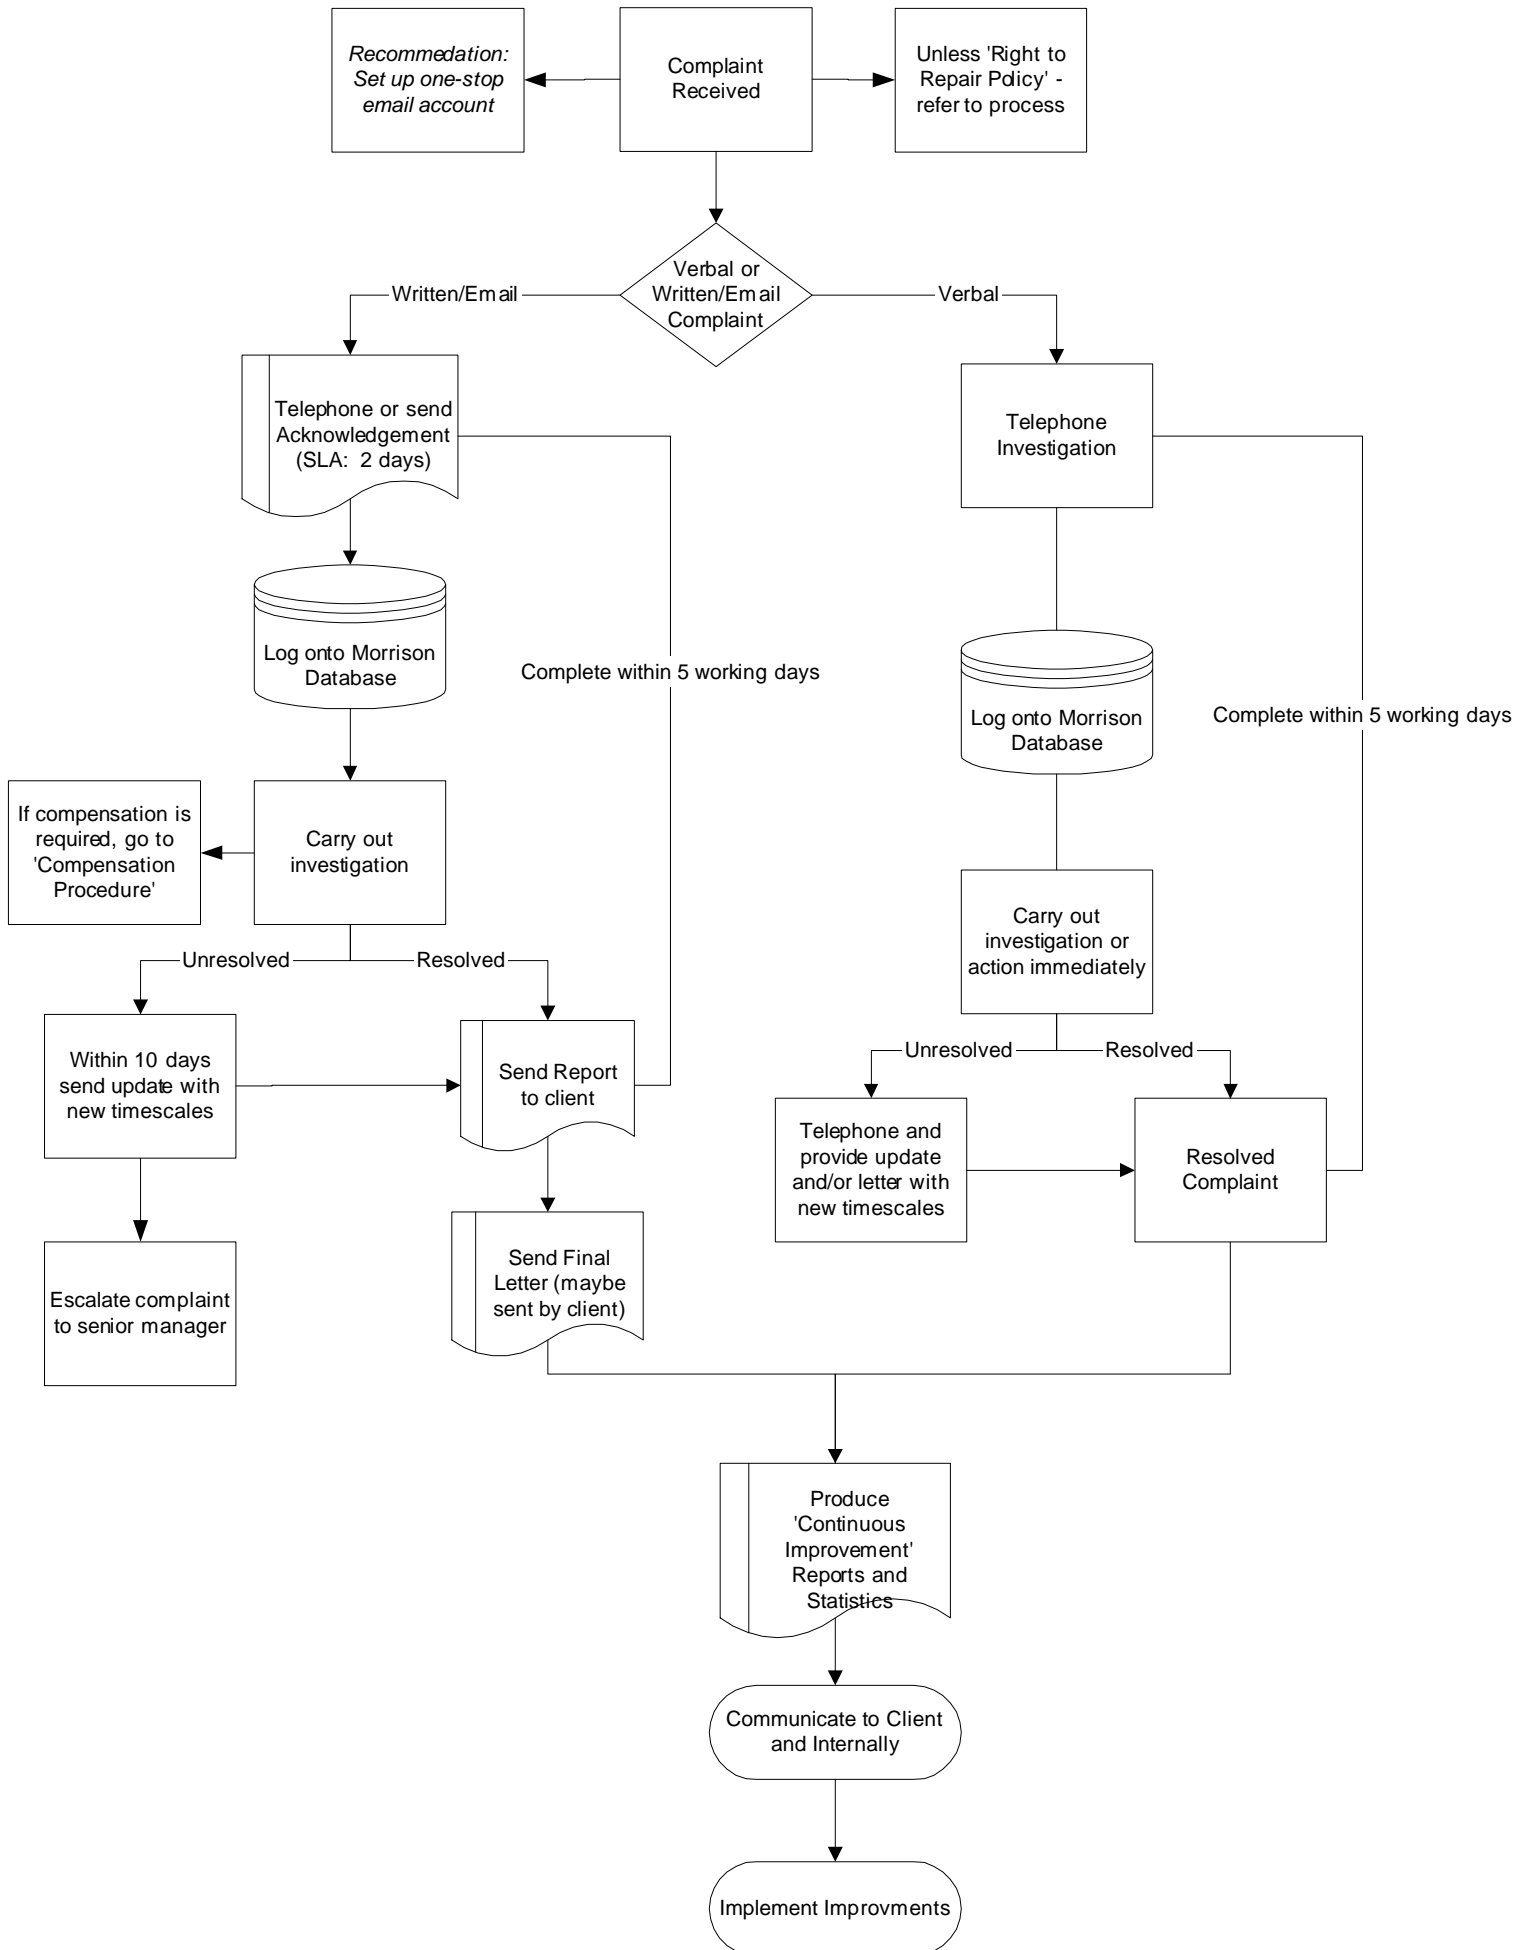 Recommedation:
Set up one-stop
email account
Complaint
Received
Unless 'Right to
Repair Policy' -
refer to process
Verbal or
Written/Email
Complaint
Written/Email
Verbal
Telephone or send
Acknowledgement
(SLA: 2 days)
Telephone
Investigation
Log onto Morrison
Database
Complete within 5 working days
Log onto Morrison
Database
Complete within 5 working days
If compensation is
required, go to
'Compensation
Procedure'
Carry out
investigation
Carry out
investigation or
action immediately
Unresolved
Resolved
Unresolved
Resolved
Within 10 days
send update with
new timescales
Send Report
to client
Telephone and
provide update
and/or letter with
new timescales
Resolved
Complaint
Escalate complaint
to senior manager
Send Final
Letter (maybe
sent by client)
Produce
'Continuous
Improvement'
Reports and
Statistics
Communicate to Client
and Internally
Implement Improvments